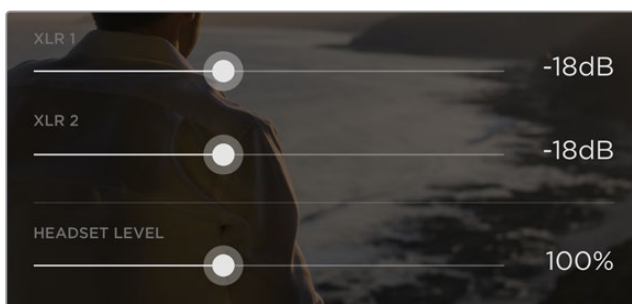 XLR 1
-18dB
XLR 2
-18dB
HEADSET LEVEL
100%